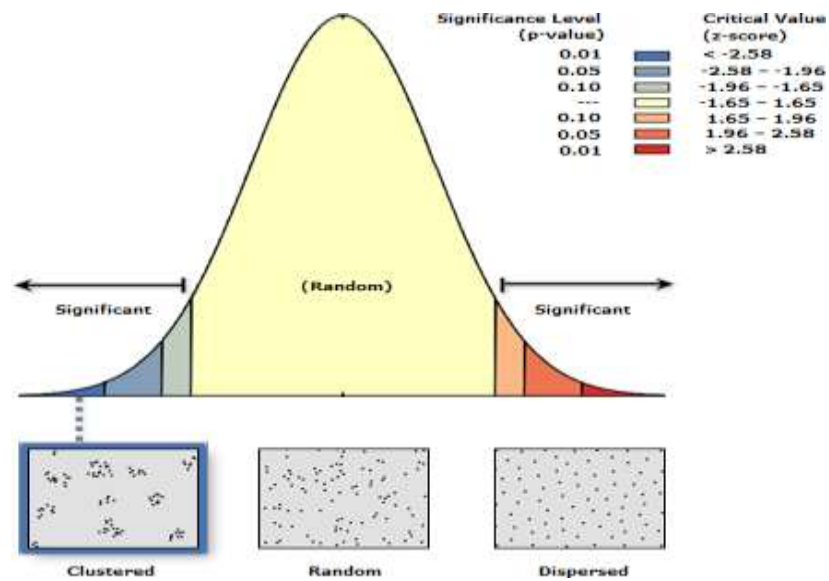 Significance Level Critical Value
(p-value) (z-score)
0.01 < -2.58
0.05 -2.58 – -1.96
0.10 -1.96 – -1.65
--- -1.65 – 1.65
0.10 1.65 – 1.96
0.05 1.96 – 2.58
0.01 > 2.58
Significant (Random) Significant
Clustered Random Dispersed